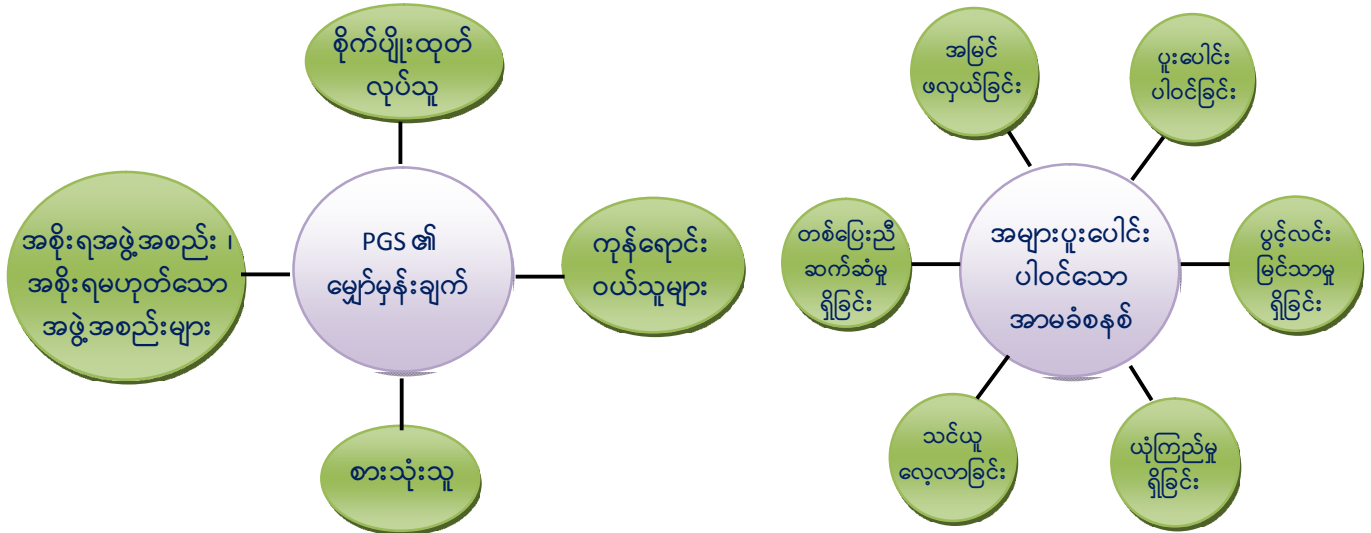 စိုက်ပျိုးထုတ်
လုပ်သူ
အစိုးရအဖွဲ့အစည်း ၊
အစိုးရမဟုတ်သော
အဖွဲ့အစည်းများ
PGS ၏
မျှော်မှန်းချက်
ကုန်ရောင်း
ဝယ်သူများ
စားသုံးသူ
အမြင်
ဖလှယ်ခြင်း
ပူးပေါင်း
ပါဝင်ခြင်း
တစ်ပြေးညီ
ဆက်ဆံမှု
ရှိခြင်း
အများပူးပေါင်း
ပါဝင်သော
အာမခံစနစ်
ပွင့်လင်း
မြင်သာမှု
ရှိခြင်း
သင်ယူ
လေ့လာခြင်း
ယုံကြည်မှု
ရှိခြင်း